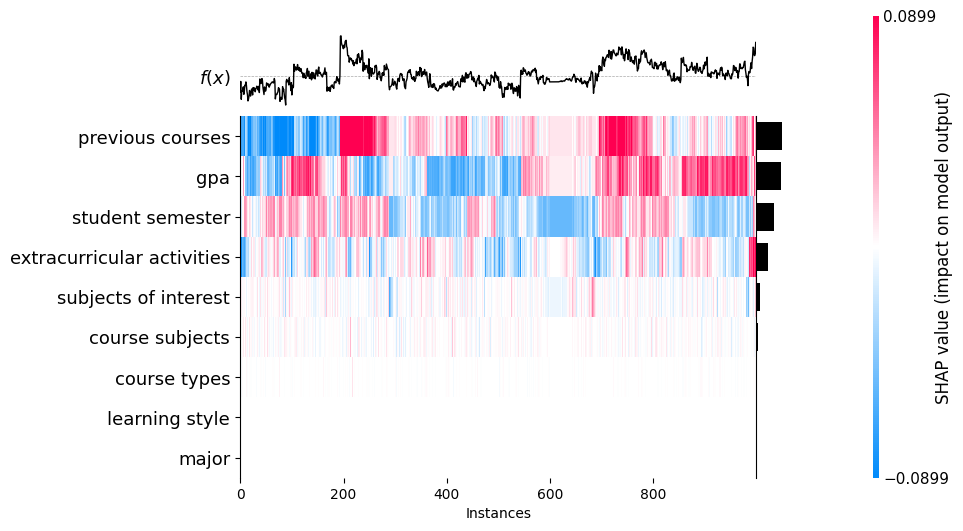 0.0899
f(x)
previous courses
gpa
student semester
extracurricular activities
subjects of interest
course subjects
course types
learning style
major
0 200 400 600 800
Instances
SHAP value (impact on model output)
−0.0899